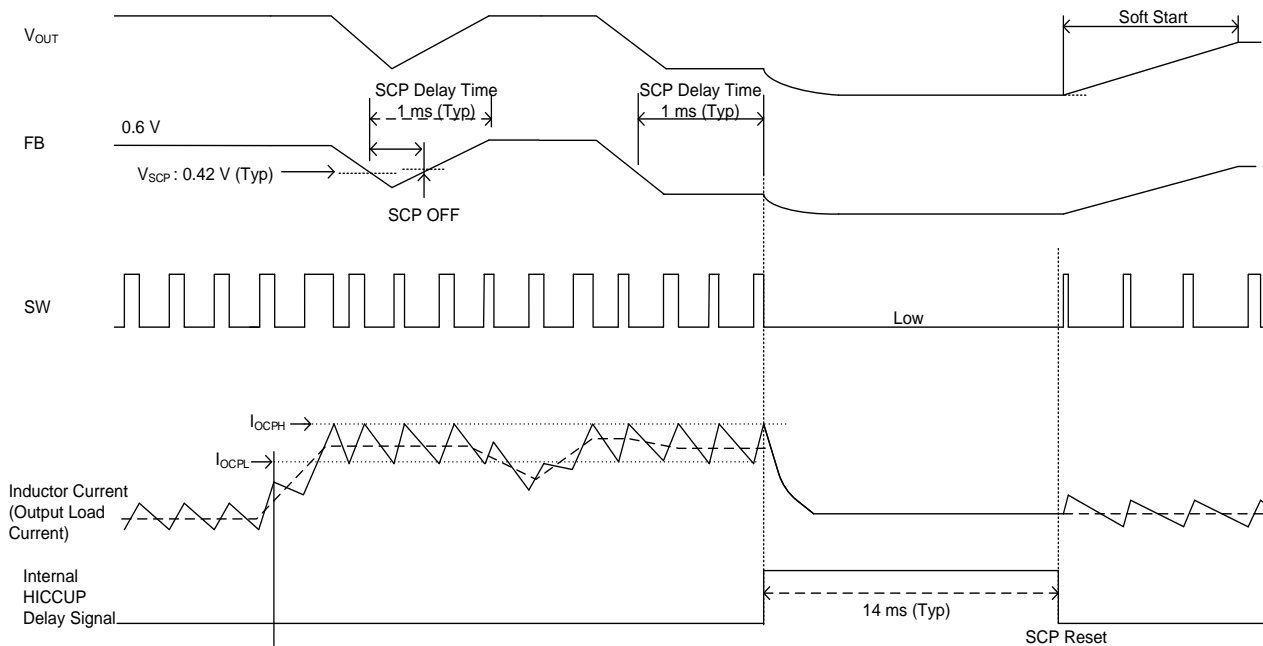 Soft Start
VOUT
SCP Delay Time
1 ms (Typ)
SCP Delay Time
1 ms (Typ)
0.6 V
FB
VSCP : 0.42 V (Typ)
SCP OFF
SW
Low
IOCPH
IOCPL
Inductor Current
(Output Load
Current)
Internal
HICCUP
Delay Signal
14 ms (Typ)
SCP Reset